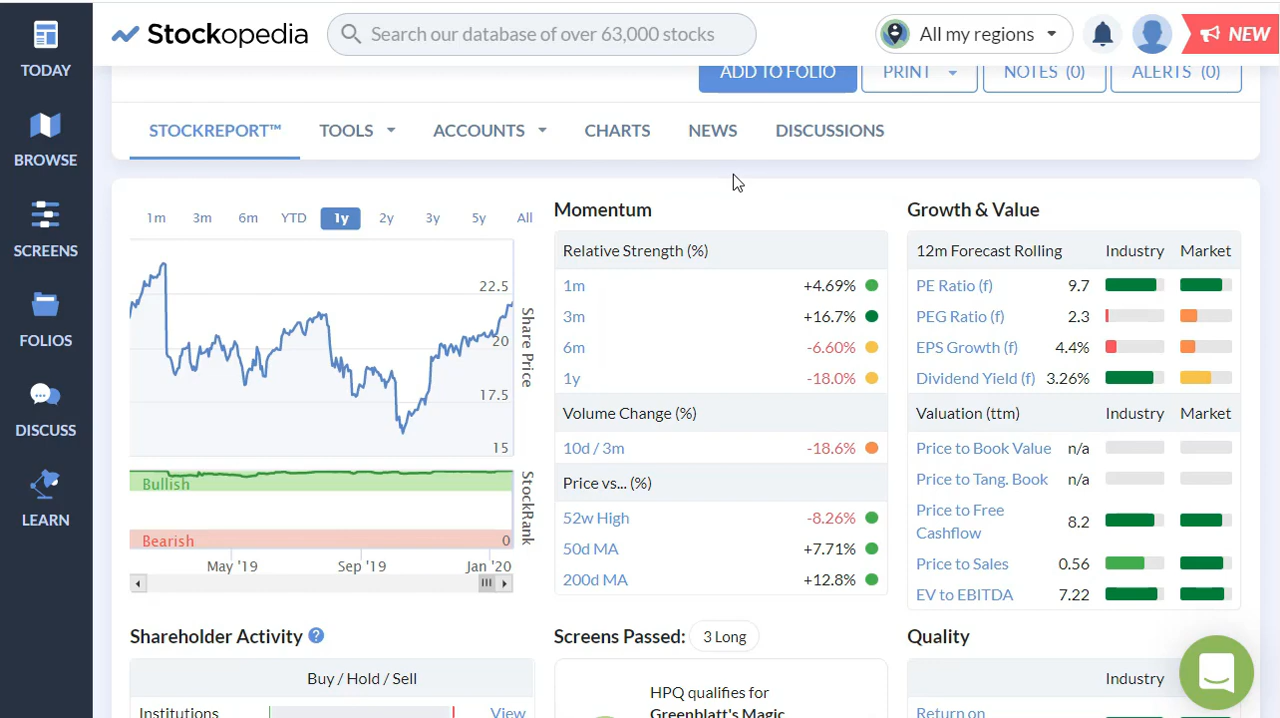 TODAY
BROWSE
SCREENS
FOLIOS
DISCUSS
LEARN
Stockopedia
Search our database of over 63,000 stocks
All my regions
NEW
ADD TO FOLIO
PRINT
NOTES (0)
ALERTS (0)
STOCKREPORT™
TOOLS
ACCOUNTS
CHARTS
NEWS
DISCUSSIONS
1m 3m 6m YTD 1y 2y 3y 5y All
22.5
20
17.5
15
Share Price
Bullish
Bearish
0
StockRank
May '19 Sep '19 Jan '20
Momentum
Relative Strength (%)
1m +4.69%
3m +16.7%
6m -6.60%
1y -18.0%
Volume Change (%)
10d / 3m -18.6%
Price vs... (%)
52w High -8.26%
50d MA +7.71%
200d MA +12.8%
Growth & Value
12m Forecast Rolling Industry Market
PE Ratio (f) 9.7
PEG Ratio (f) 2.3
EPS Growth (f) 4.4%
Dividend Yield (f) 3.26%
Valuation (ttm) Industry Market
Price to Book Value n/a
Price to Tang. Book n/a
Price to Free
Cashflow 8.2
Price to Sales 0.56
EV to EBITDA 7.22
Shareholder Activity ?
Buy / Hold / Sell
Institutions View
Screens Passed: 3 Long
HPQ qualifies for
Greenblatt's Magic
Quality
Industry
Return on